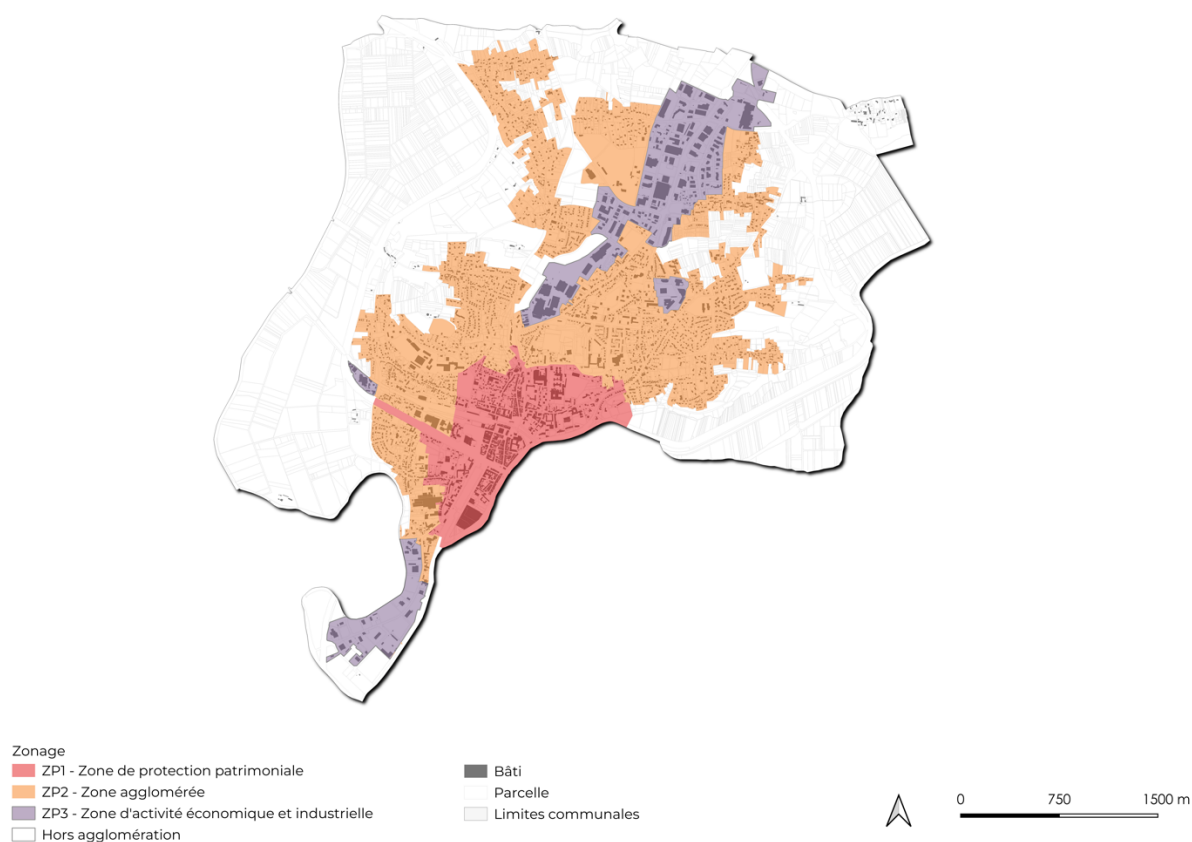 Zonage
ZP1 - Zone de protection patrimoniale
ZP2 - Zone agglomérée
ZP3 - Zone d'activité économique et industrielle
Hors agglomération
Bâti
Parcelle
Limites communales
0 750 1500 m